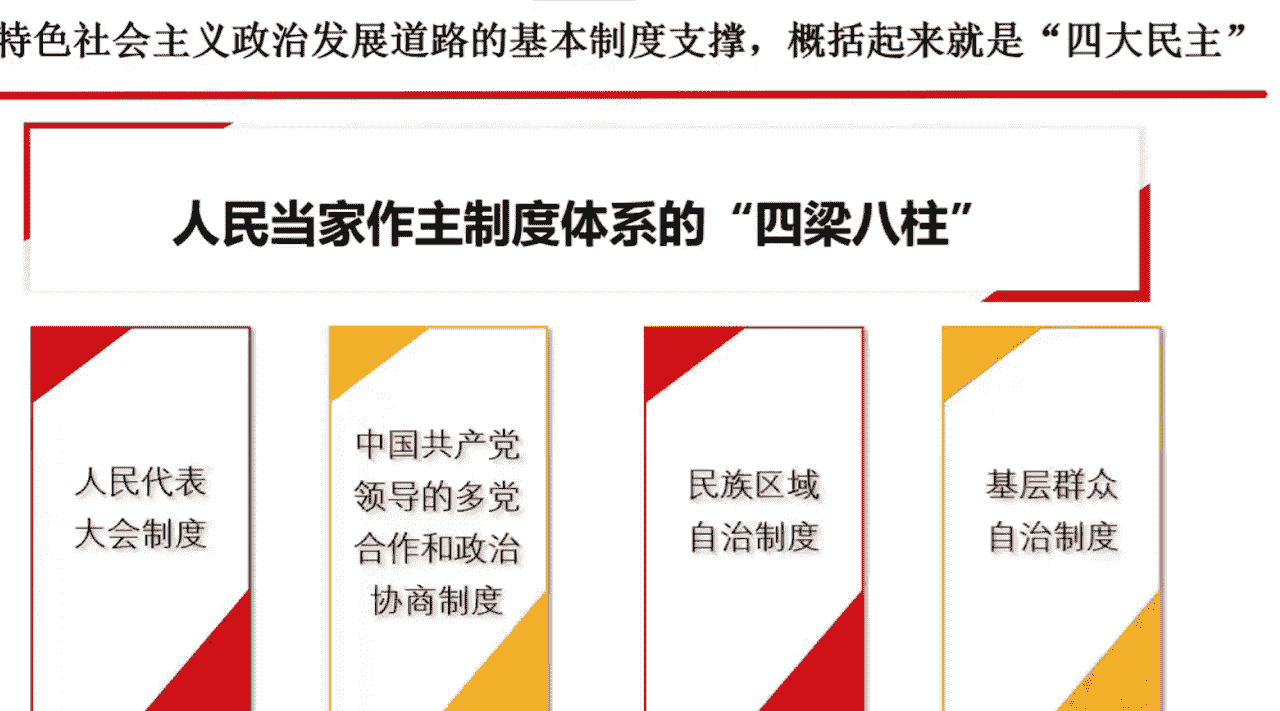 特色社会主义政治发展道路的基本制度支撑，概括起来就是“四大民主”
人民当家作主制度体系的“四梁八柱”
人民代表
大会制度
中国共产党
领导的多党
合作和政治
协商制度
民族区域
自治制度
基层群众
自治制度